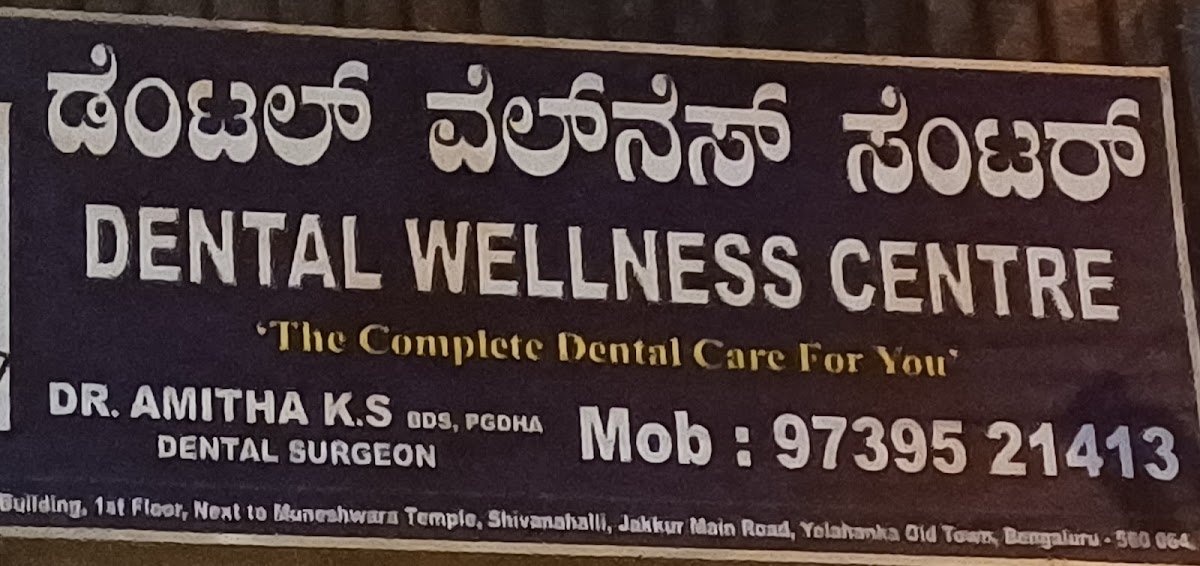 ಡೆಂಟಲ್ ವೆಲ್‌ನೆಸ್ ಸೆಂಟರ್
DENTAL WELLNESS CENTRE
‘The Complete Dental Care For You’
DR. AMITHA K.S BDS, PGDHA
DENTAL SURGEON
Mob : 97395 21413
Building, 1st Floor, Next to Muneshwara Temple, Shivanahalli, Jakkur Main Road, Yelahanka Old Town, Bengaluru - 560 064.